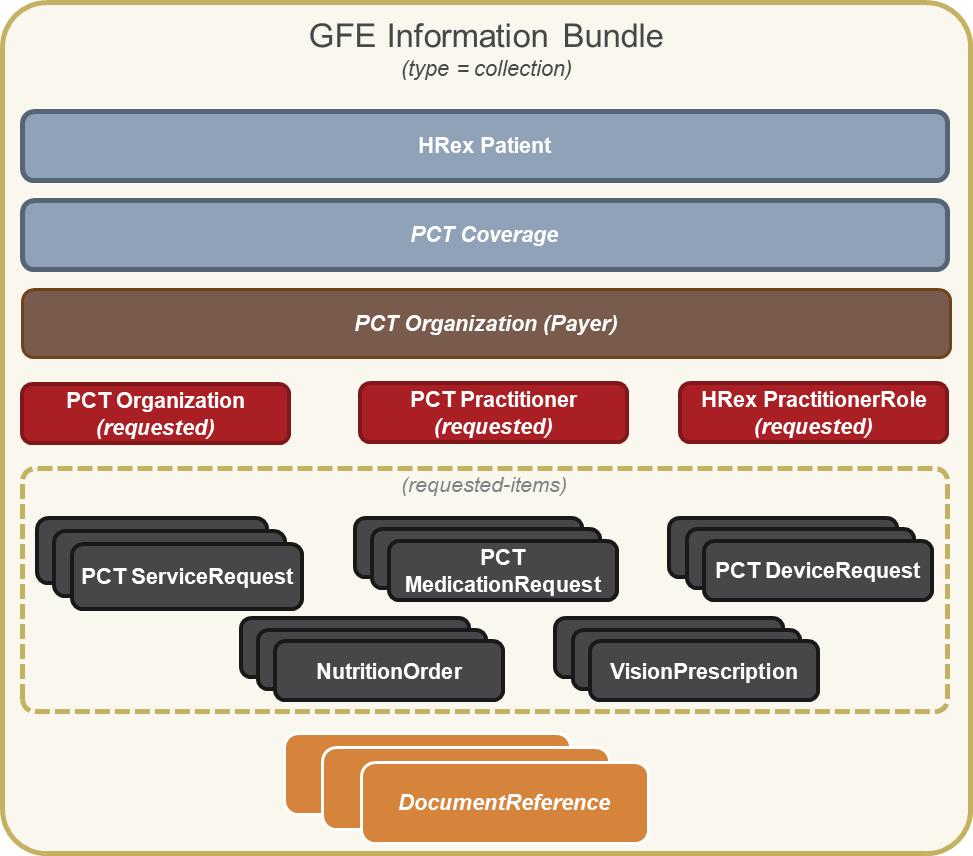 GFE Information Bundle
(type = collection)
HRex Patient
PCT Coverage
PCT Organization (Payer)
PCT Organization
(requested)
PCT Practitioner
(requested)
HRex PractitionerRole
(requested)
(requested-items)
PCT ServiceRequest
PCT
MedicationRequest
PCT DeviceRequest
NutritionOrder
VisionPrescription
DocumentReference